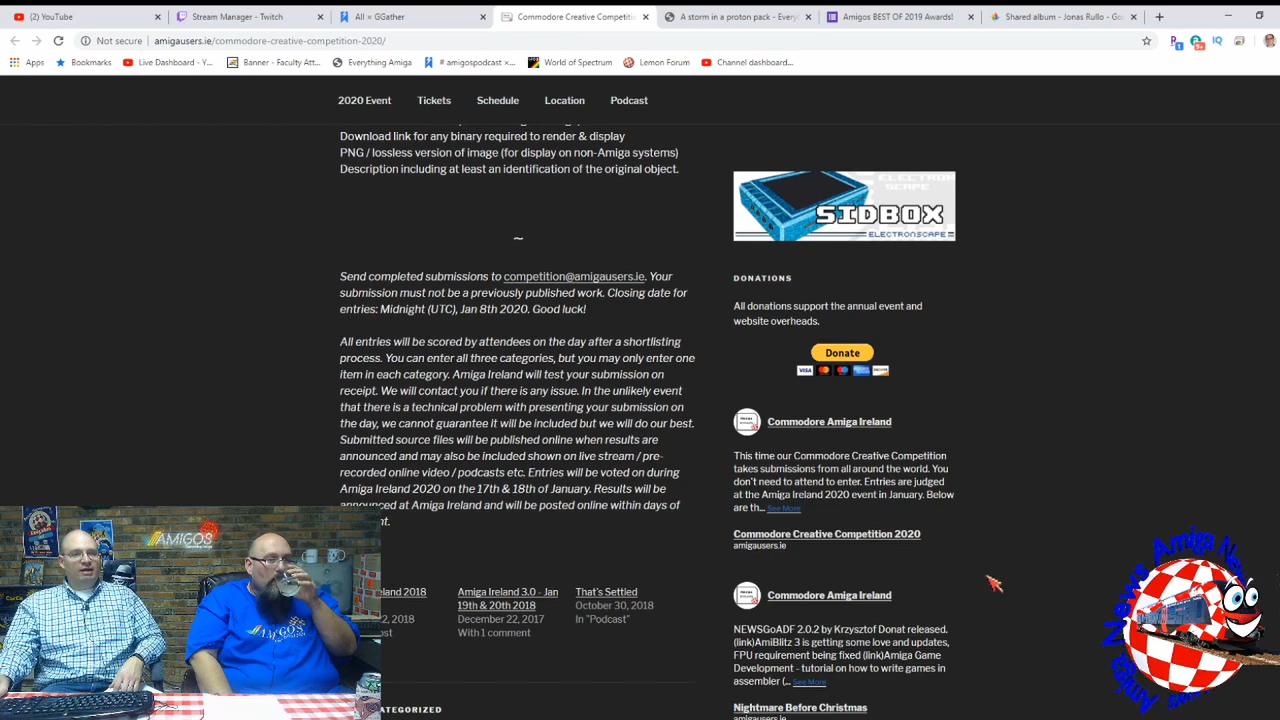 (2) YouTube
Stream Manager - Twitch
All × GGather
Commodore Creative Competiti
A storm in a proton pack - Every
Amigos BEST OF 2019 Awards!
Shared album - Jonas Rullo - Go
Not secure
amigausers.ie/commodore-creative-competition-2020/
Apps
Bookmarks
Live Dashboard - Y...
Banner - Faculty Att...
Everything Amiga
# amigospodcast ×...
World of Spectrum
Lemon Forum
Channel dashboard...
2020 Event
Tickets
Schedule
Location
Podcast
Download link for any binary required to render & display
PNG / lossless version of image (for display on non-Amiga systems)
Description including at least an identification of the original object.
~
Send completed submissions to competition@amigausers.ie. Your
submission must not be a previously published work. Closing date for
entries: Midnight (UTC), Jan 8th 2020. Good luck!
All entries will be scored by attendees on the day after a shortlisting
process. You can enter all three categories, but you may only enter one
item in each category. Amiga Ireland will test your submission on
receipt. We will contact you if there is any issue. In the unlikely event
that there is a technical problem with presenting your submission on
the day, we cannot guarantee it will be included but we will do our best.
Submitted source files will be published online when results are
announced and may also be included shown on live stream / pre-
recorded online video / podcasts etc. Entries will be voted on during
Amiga Ireland 2020 on the 17th & 18th of January. Results will be
announced at Amiga Ireland and will be posted online within days of
nt.
eland 2018
2, 2018
st
Amiga Ireland 3.0 - Jan
19th & 20th 2018
December 22, 2017
With 1 comment
That's Settled
October 30, 2018
In "Podcast"
CATEGORIZED
ELECTRON
SCAPE
SIDBOX
ELECTRONSCAPE
DONATIONS
All donations support the annual event and
website overheads.
Donate
VISA
Commodore Amiga Ireland
This time our Commodore Creative Competition
takes submissions from all around the world. You
don't need to attend to enter. Entries are judged
at the Amiga Ireland 2020 event in January. Below
are th... See More
Commodore Creative Competition 2020
amigausers.ie
Commodore Amiga Ireland
NEWSGoADF 2.0.2 by Krzysztof Donat released.
(link)AmiBlitz 3 is getting some love and updates,
FPU requirement being fixed (link)Amiga Game
Development - tutorial on how to write games in
assembler (... See More
Nightmare Before Christmas
amigausers.ie
AMIGOS
AMIGOS
Amiga News